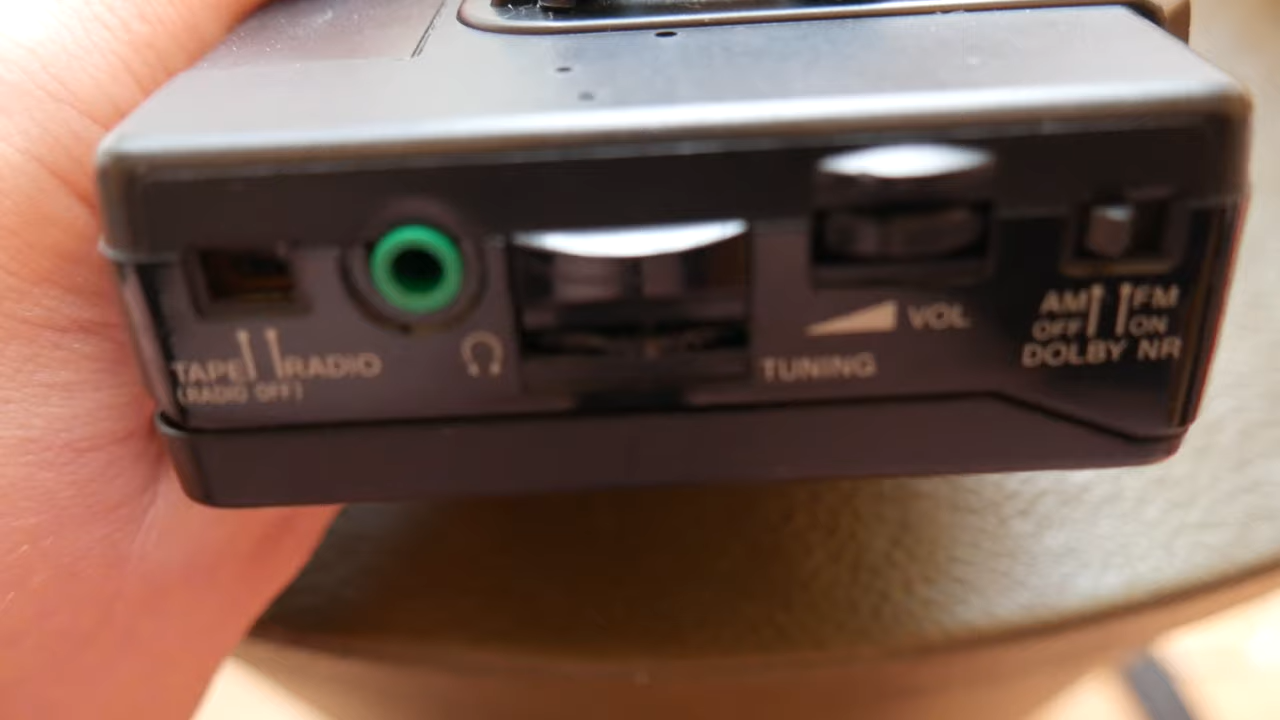 TAPE RADIO
(RADIO OFF)
TUNING
VOL
AM FM
OFF ON
DOLBY NR